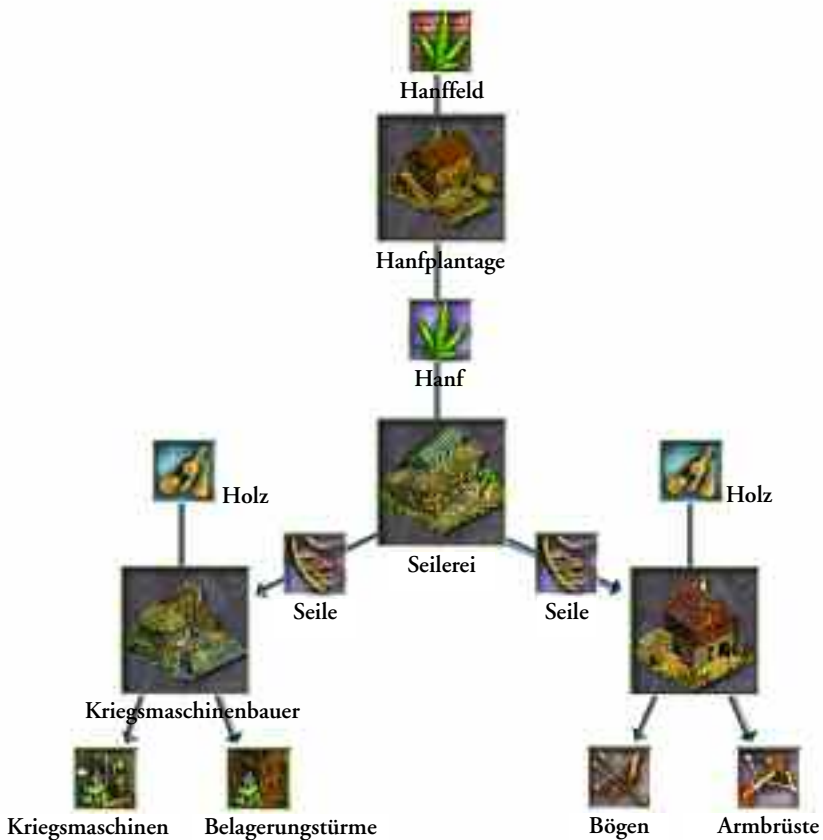 Hanffeld
Hanfplantage
Hanf
Holz
Holz
Seilerei
Seile
Seile
Kriegsmaschinenbauer
Kriegsmaschinen
Belagerungstürme
Bögen
Armbrüste